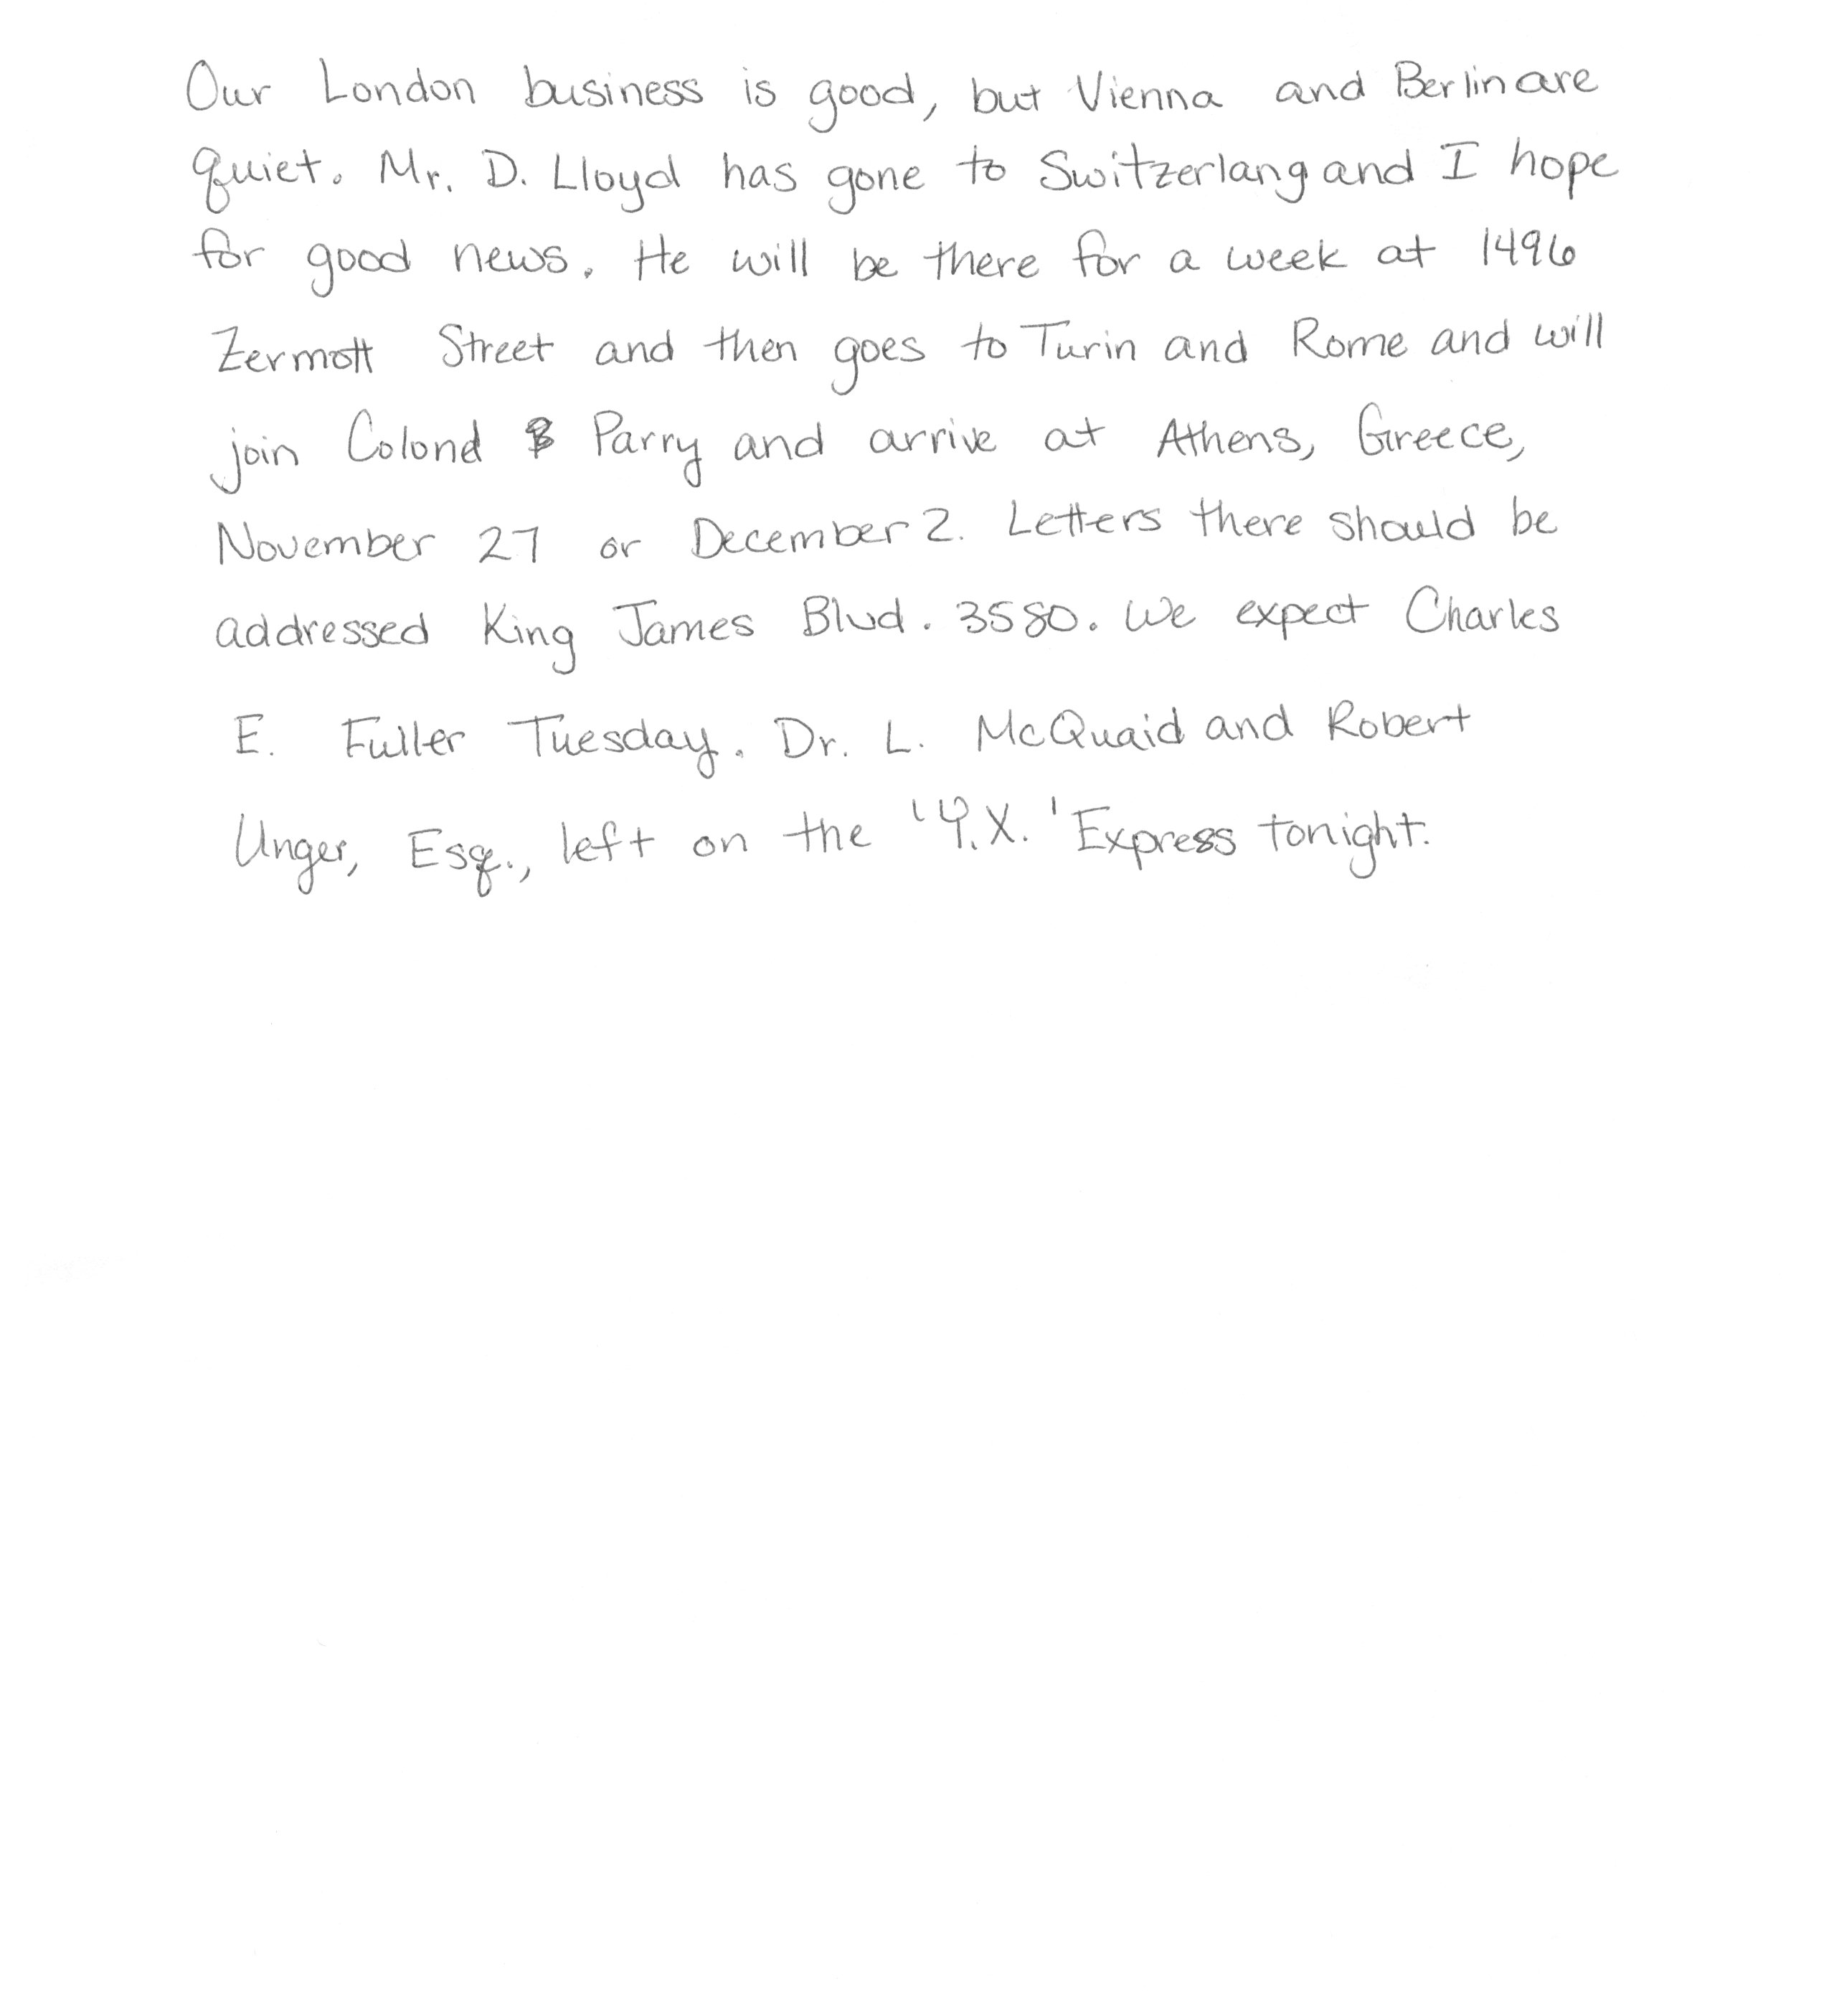 Our London business is good, but Vienna and Berlin are
quiet. Mr. D. Lloyd has gone to Switzerlang and I hope
for good news. He will be there for a week at 1496
Zermott Street and then goes to Turin and Rome and will
join Colond Parry and arrive at Athens, Greece,
November 27 or December 2. Letters there should be
addressed King James Blvd. 3580. We expect Charles
E. Fuller Tuesday. Dr. L. McQuaid and Robert
Unger, Esq., left on the 'Y.X.' Express tonight.